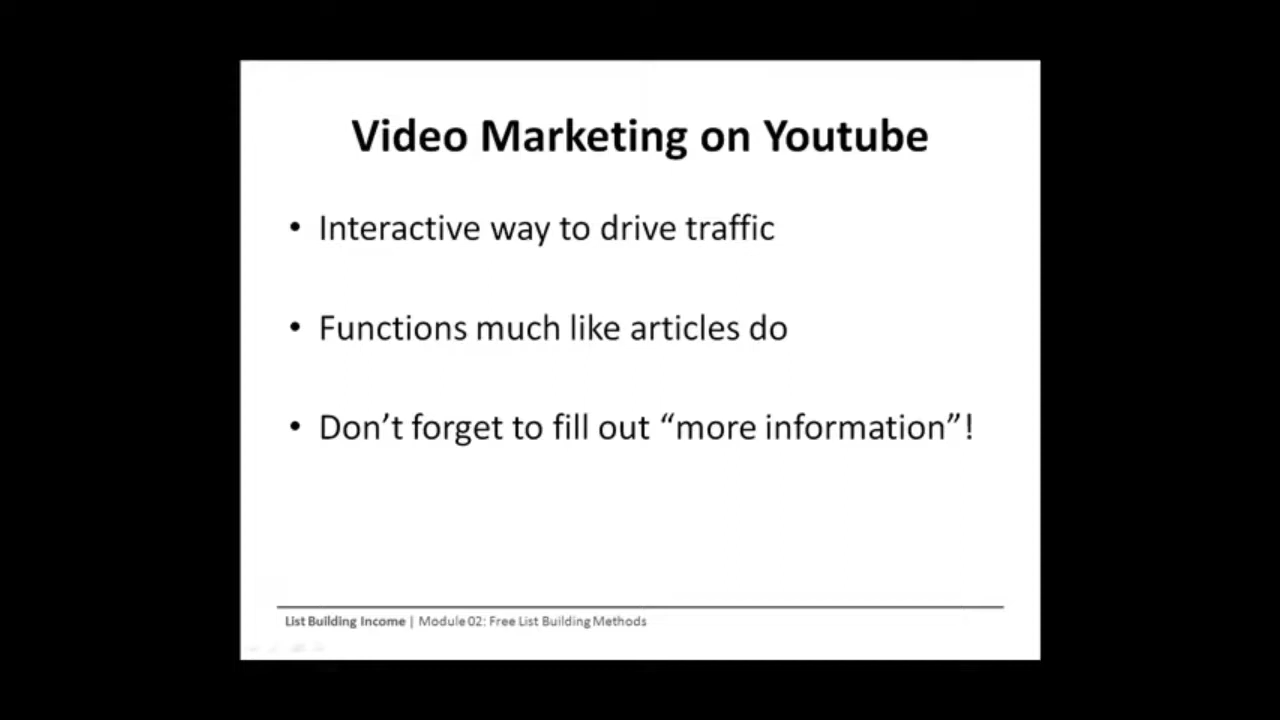 Video Marketing on Youtube
• Interactive way to drive traffic
• Functions much like articles do
• Don’t forget to fill out “more information”!
List Building Income | Module 02: Free List Building Methods